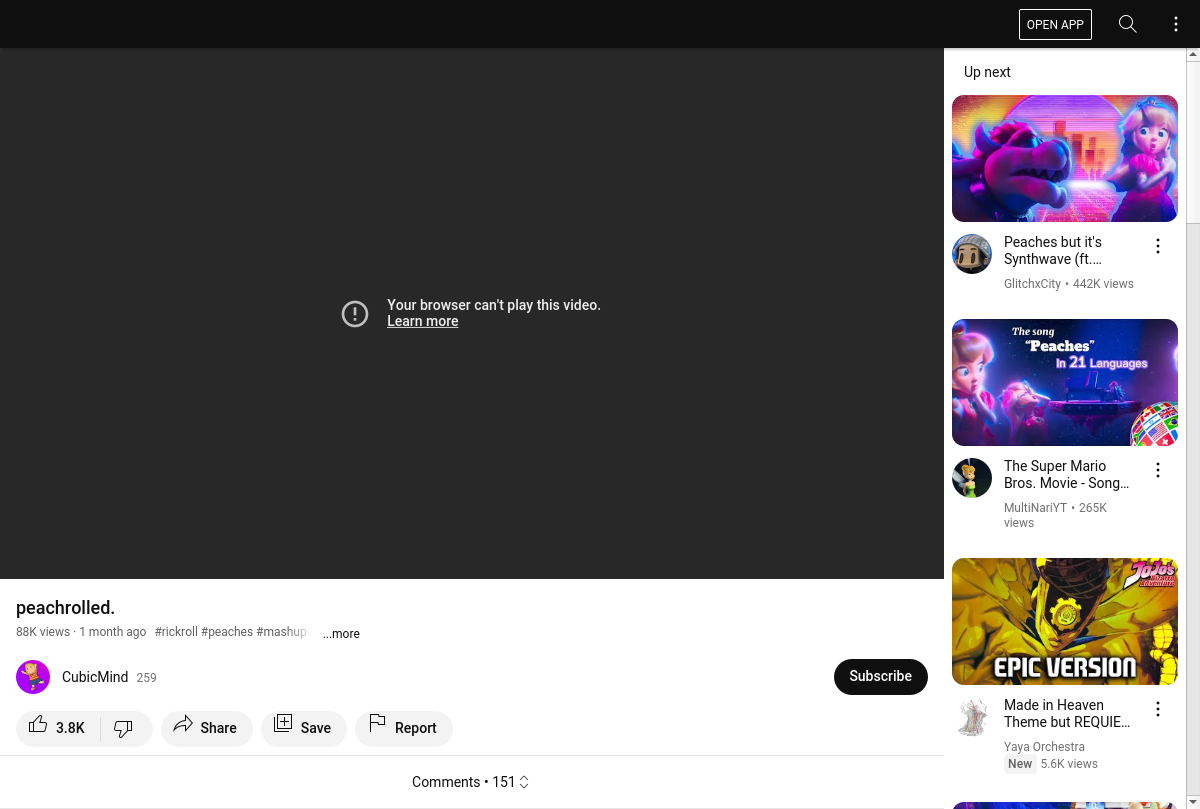 OPEN APP
Up next
Your browser can't play this video.
Learn more
peachrolled.
88K views · 1 month ago #rickroll #peaches #mashup ...more
CubicMind 259
Subscribe
3.8K
Share
Save
Report
Comments • 151
Peaches but it's
Synthwave (ft....
GlitchxCity • 442K views
The song
"Peaches"
In 21 Languages
The Super Mario
Bros. Movie - Song...
MultiNariYT • 265K
views
JoJo's
Bizarre
Adventure
EPIC VERSION
Made in Heaven
Theme but REQUIE...
Yaya Orchestra
New 5.6K views